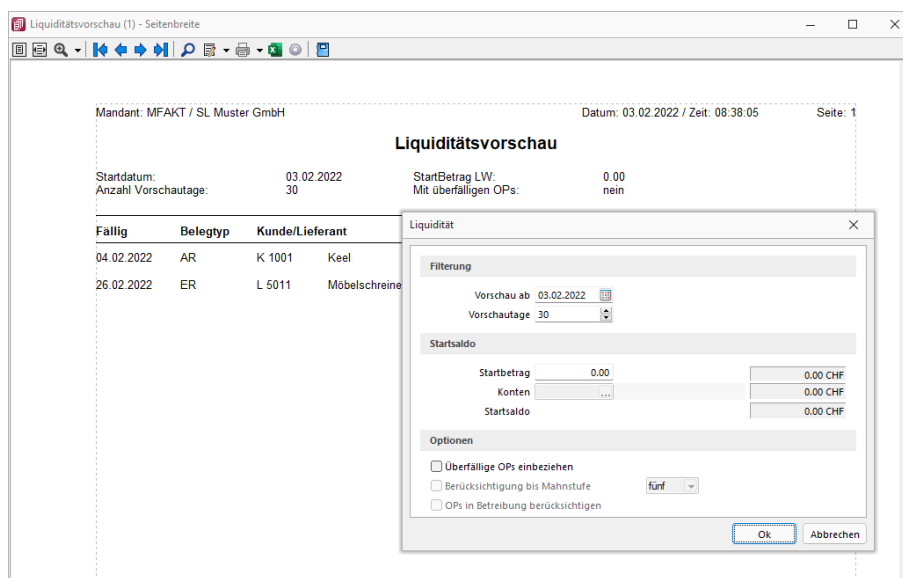 Liquiditätsvorschau (1) - Seitenbreite
Mandant: MFAKT / SL Muster GmbH Datum: 03.02.2022 / Zeit: 08:38:05 Seite: 1
Liquiditätsvorschau
Startdatum: 03.02.2022 StartBetrag LW: 0.00
Anzahl Vorschautage: 30 Mit überfälligen OPs: nein
Fällig Belegtyp Kunde/Lieferant
04.02.2022 AR K 1001 Keel
26.02.2022 ER L 5011 Möbelschreine
Liquidität
Filterung
Vorschau ab 03.02.2022
Vorschautage 30
Startsaldo
Startbetrag 0.00 0.00 CHF
Konten ... 0.00 CHF
Startsaldo 0.00 CHF
Optionen
Überfällige OPs einbeziehen
Berücksichtigung bis Mahnstufe fünf
OPs in Betreibung berücksichtigen
Ok Abbrechen